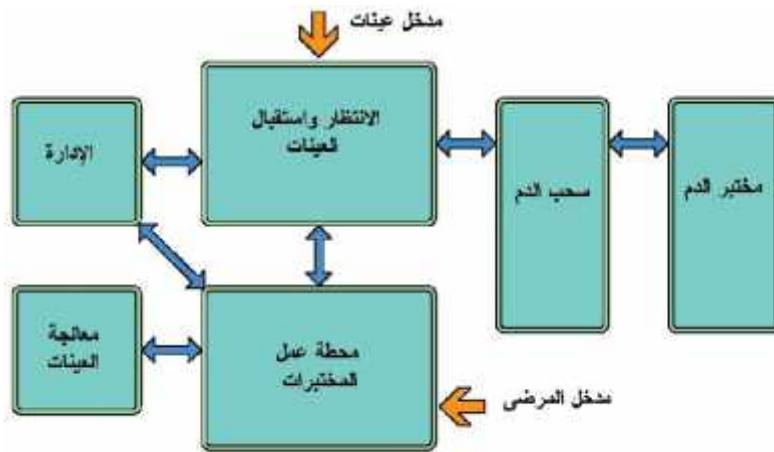 مدخل عينات
الانتظار واستقبال
العينات
الإدارة
سحب الدم
مختبر الدم
معالجة
العينات
محطة عمل
المختبرات
مدخل المرضى